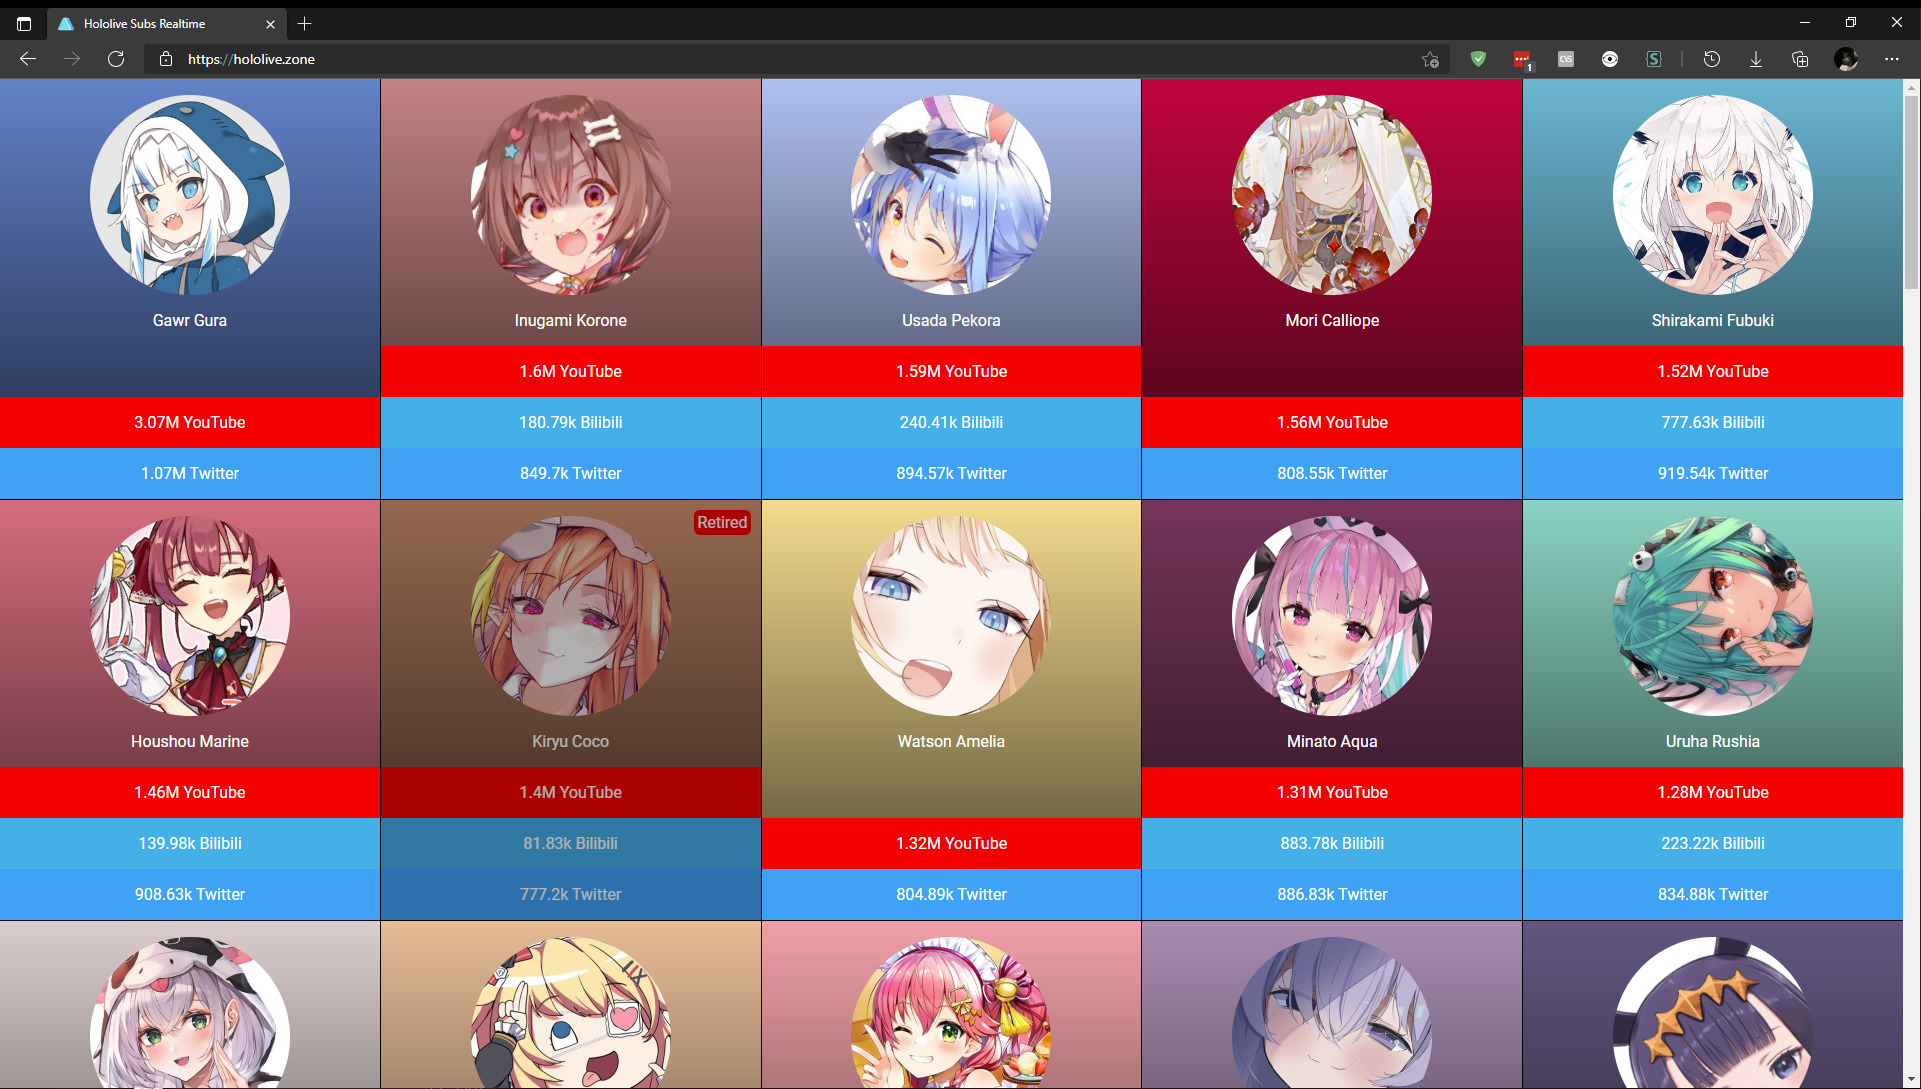 Hololive Subs Realtime
https://hololive.zone
1
Gawr Gura
3.07M YouTube
1.07M Twitter
Inugami Korone
1.6M YouTube
180.79k Bilibili
849.7k Twitter
Usada Pekora
1.59M YouTube
240.41k Bilibili
894.57k Twitter
Mori Calliope
1.56M YouTube
808.55k Twitter
Shirakami Fubuki
1.52M YouTube
777.63k Bilibili
919.54k Twitter
Houshou Marine
1.46M YouTube
139.98k Bilibili
908.63k Twitter
Retired
Kiryu Coco
1.4M YouTube
81.83k Bilibili
777.2k Twitter
Watson Amelia
1.32M YouTube
804.89k Twitter
Minato Aqua
1.31M YouTube
883.78k Bilibili
886.83k Twitter
Uruha Rushia
1.28M YouTube
223.22k Bilibili
834.88k Twitter